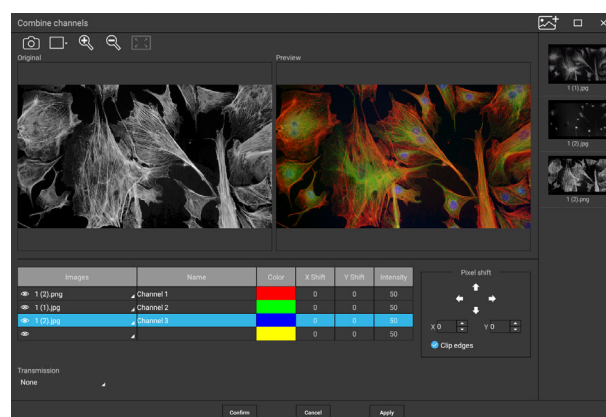 Combine channels
Original
Preview
1 (1).jpg
1 (2).jpg
1 (2).png
Images Name Color X Shift Y Shift Intensity
1 (2).png Channel 1 0 0 50
1 (1).jpg Channel 2 0 0 50
1 (2).jpg Channel 3 0 0 50
0 0 50
Pixel shift
X 0 Y 0
Clip edges
Transmission
None
Confirm Cancel Apply